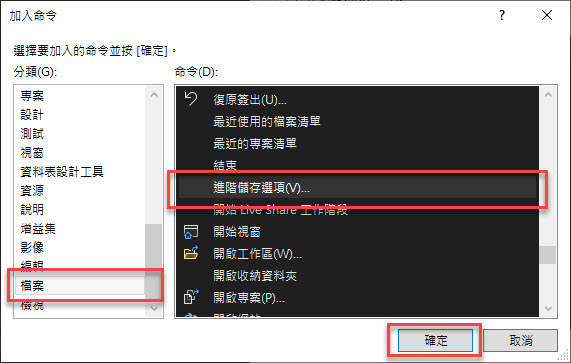 加入命令
選擇要加入的命令並按 [確定]。
分類(G):
專案
設計
測試
視窗
資料表設計工具
資源
說明
增益集
影像
編輯
檔案
檢視
命令(D):
復原簽出(U)...
最近使用的檔案清單
最近的專案清單
結束
進階儲存選項(V)...
開始 Live Share 工作階段
開始視窗
開啟工作區(W)...
開啟收納資料夾
開啟專案(P)...
確定
取消